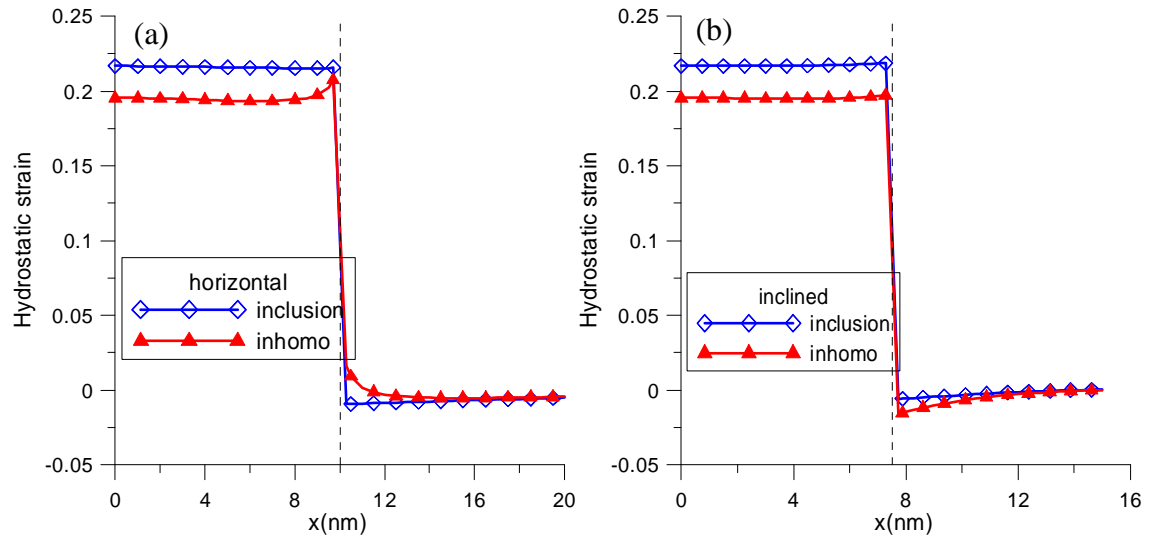 (a)
0.25
0.2
0.15
0.1
0.05
0
-0.05
Hydrostatic strain
horizontal
inclusion
inhomo
0 4 8 12 16 20
x(nm)
(b)
0.25
0.2
0.15
0.1
0.05
0
-0.05
Hydrostatic strain
inclined
inclusion
inhomo
0 4 8 12 16
x(nm)